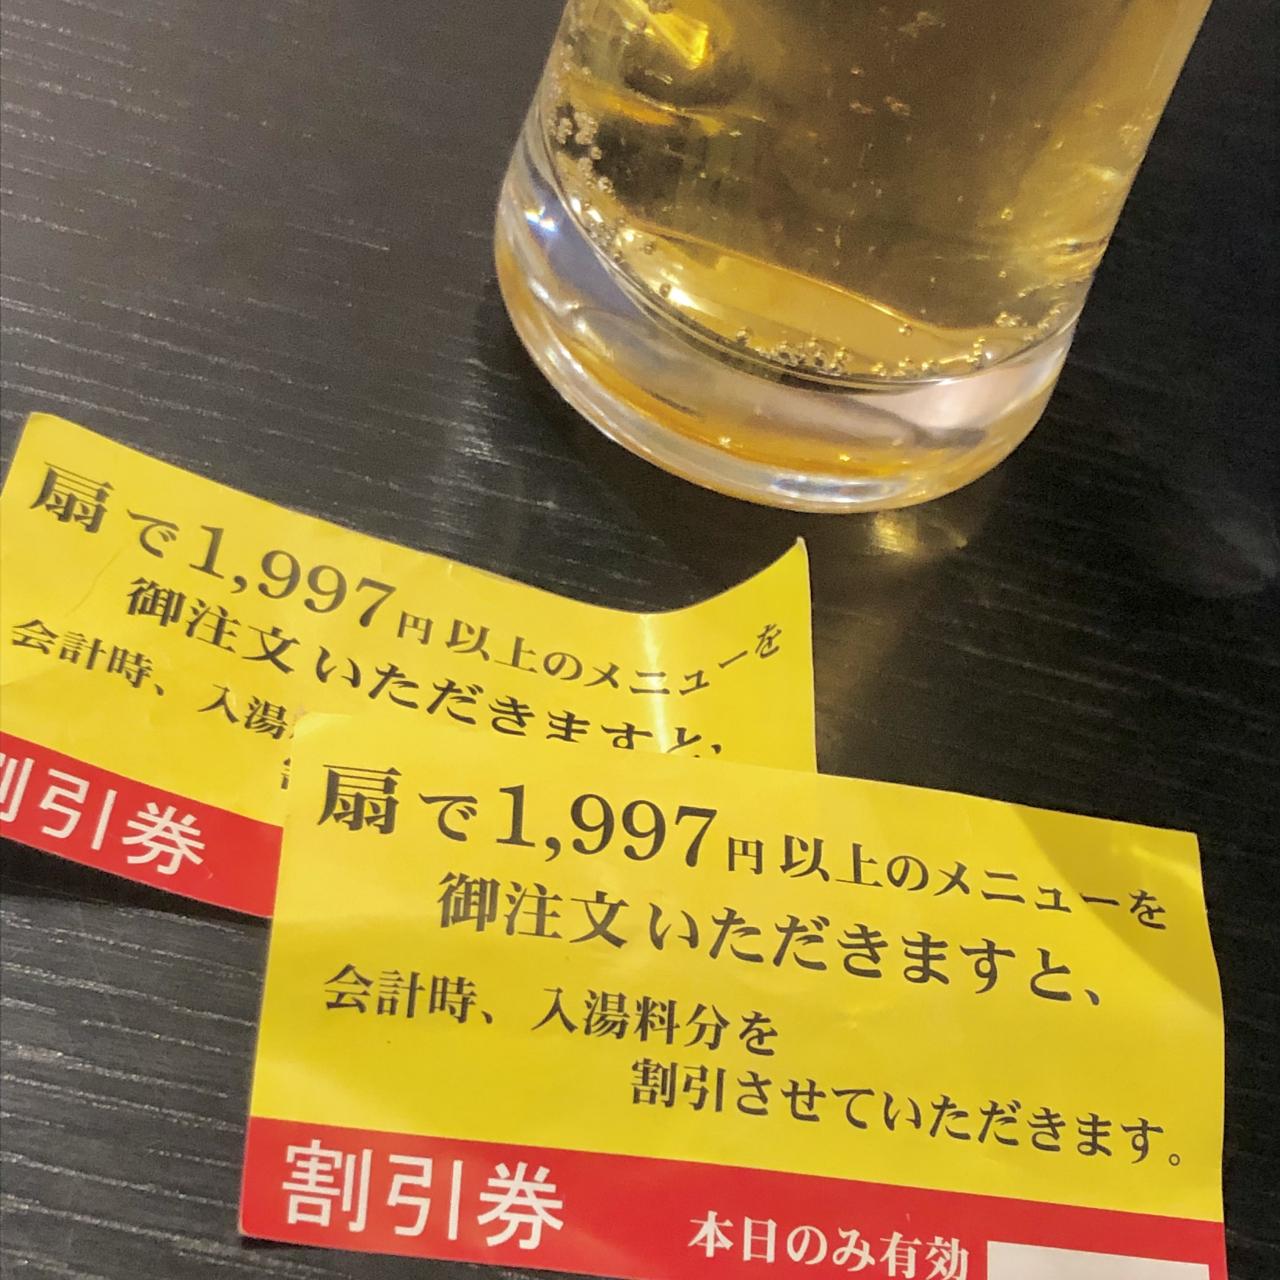 扇で1,997円以上のメニューを
御注文いただきますと、
会計時、入湯
割引券
扇で1,997円以上のメニューを
御注文いただきますと、
会計時、入湯料分を
割引させていただきます。
割引券
本日のみ有効